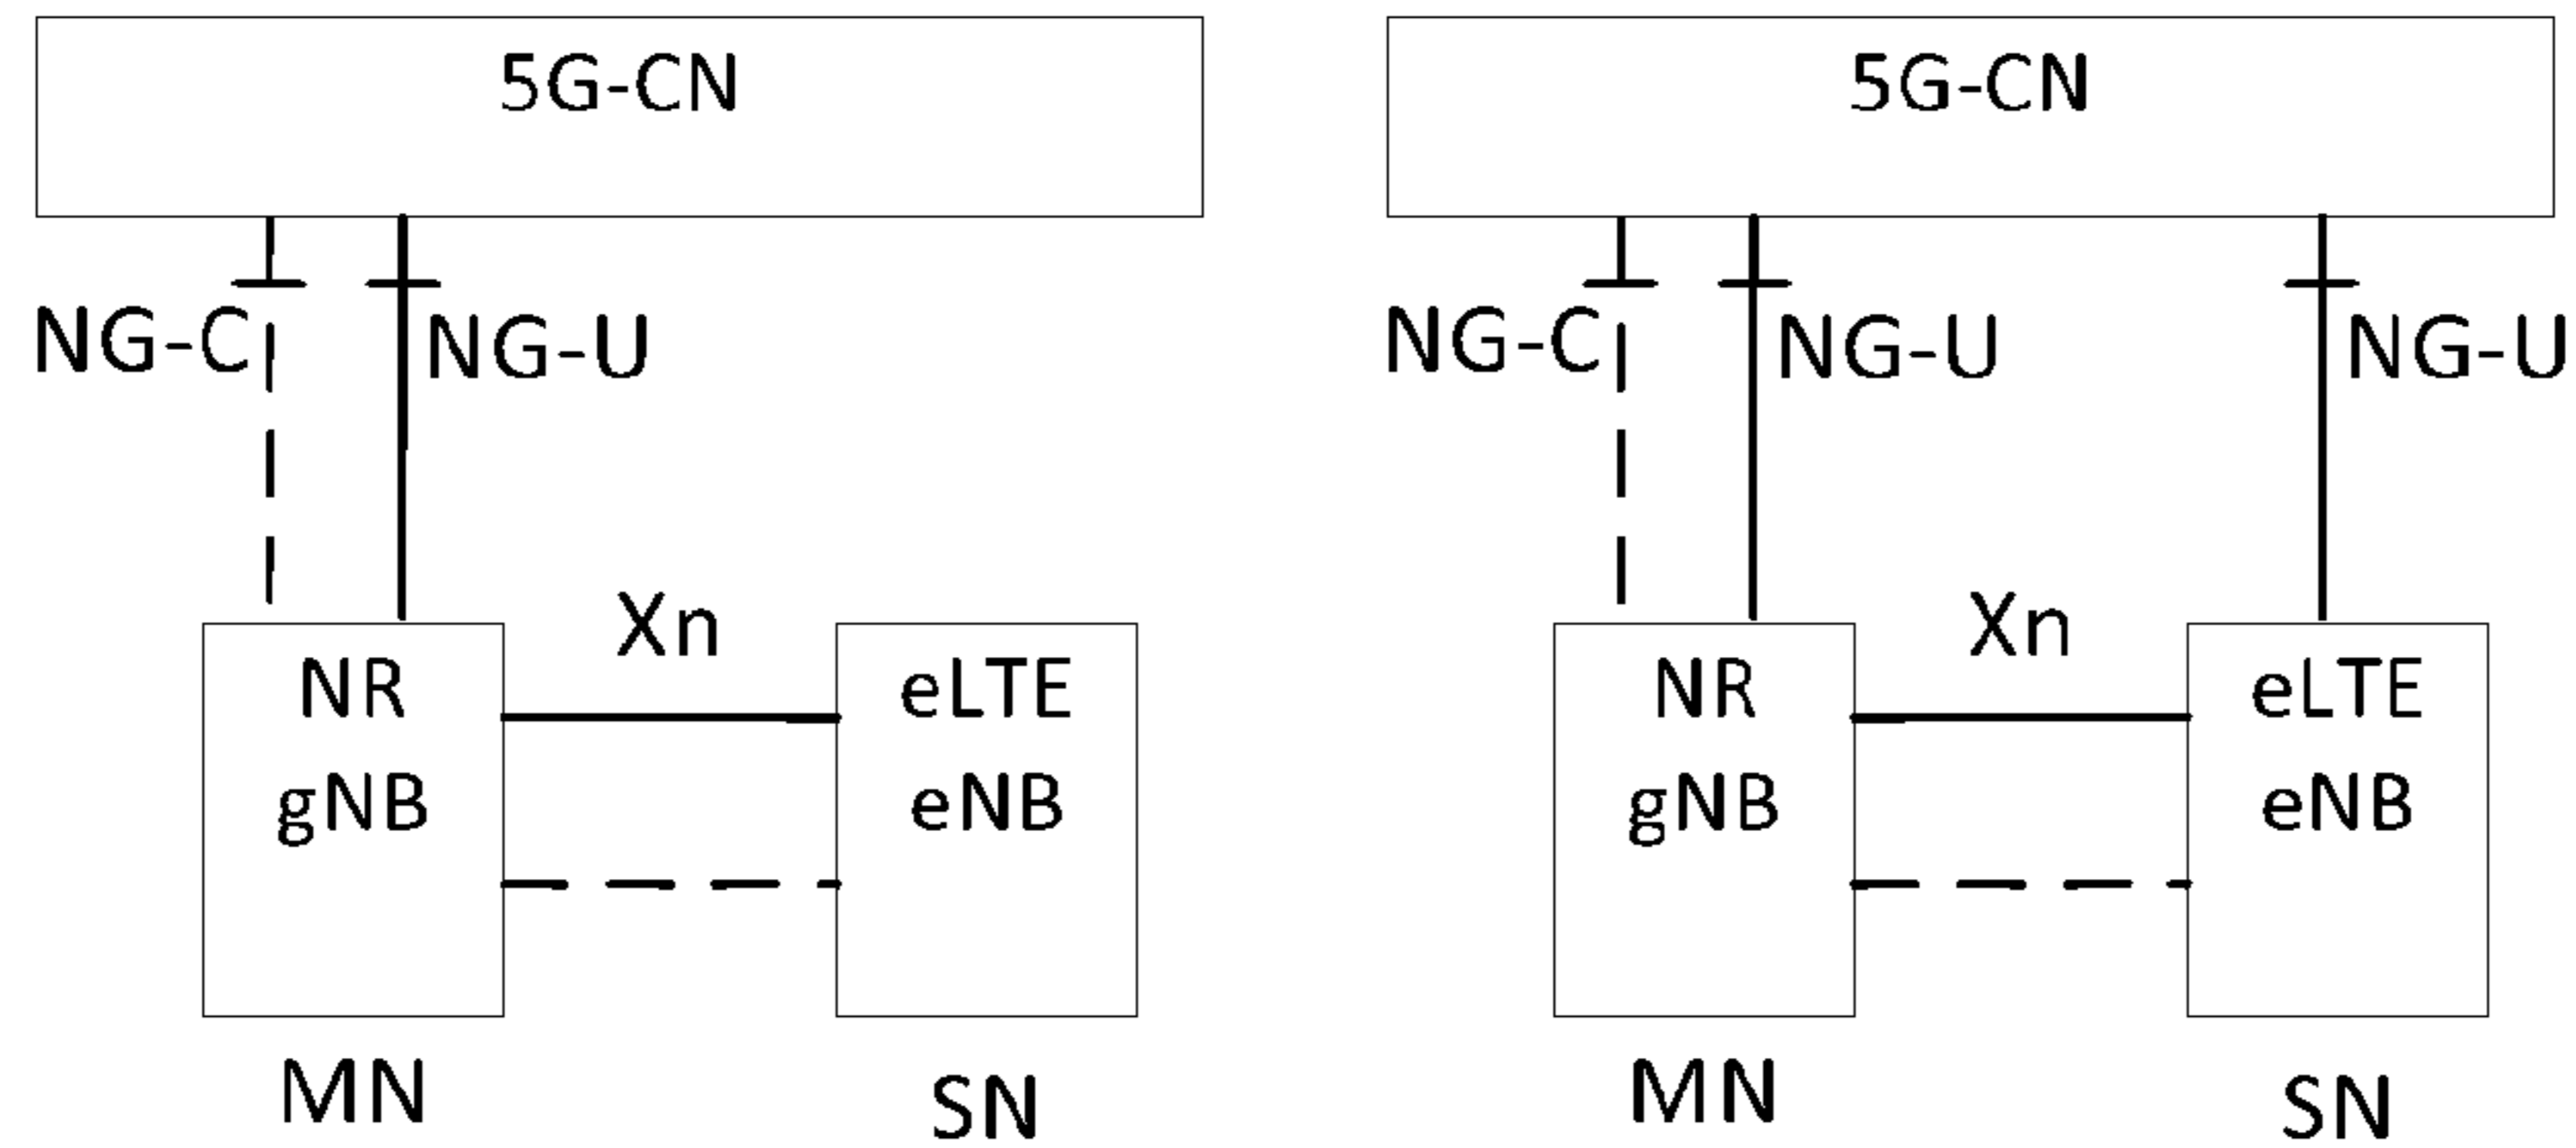 5G-CN
NG-C
NG-U
Xn
NR
gNB
eLTE
eNB
MN
SN
5G-CN
NG-C
NG-U
NG-U
Xn
NR
gNB
eLTE
eNB
MN
SN